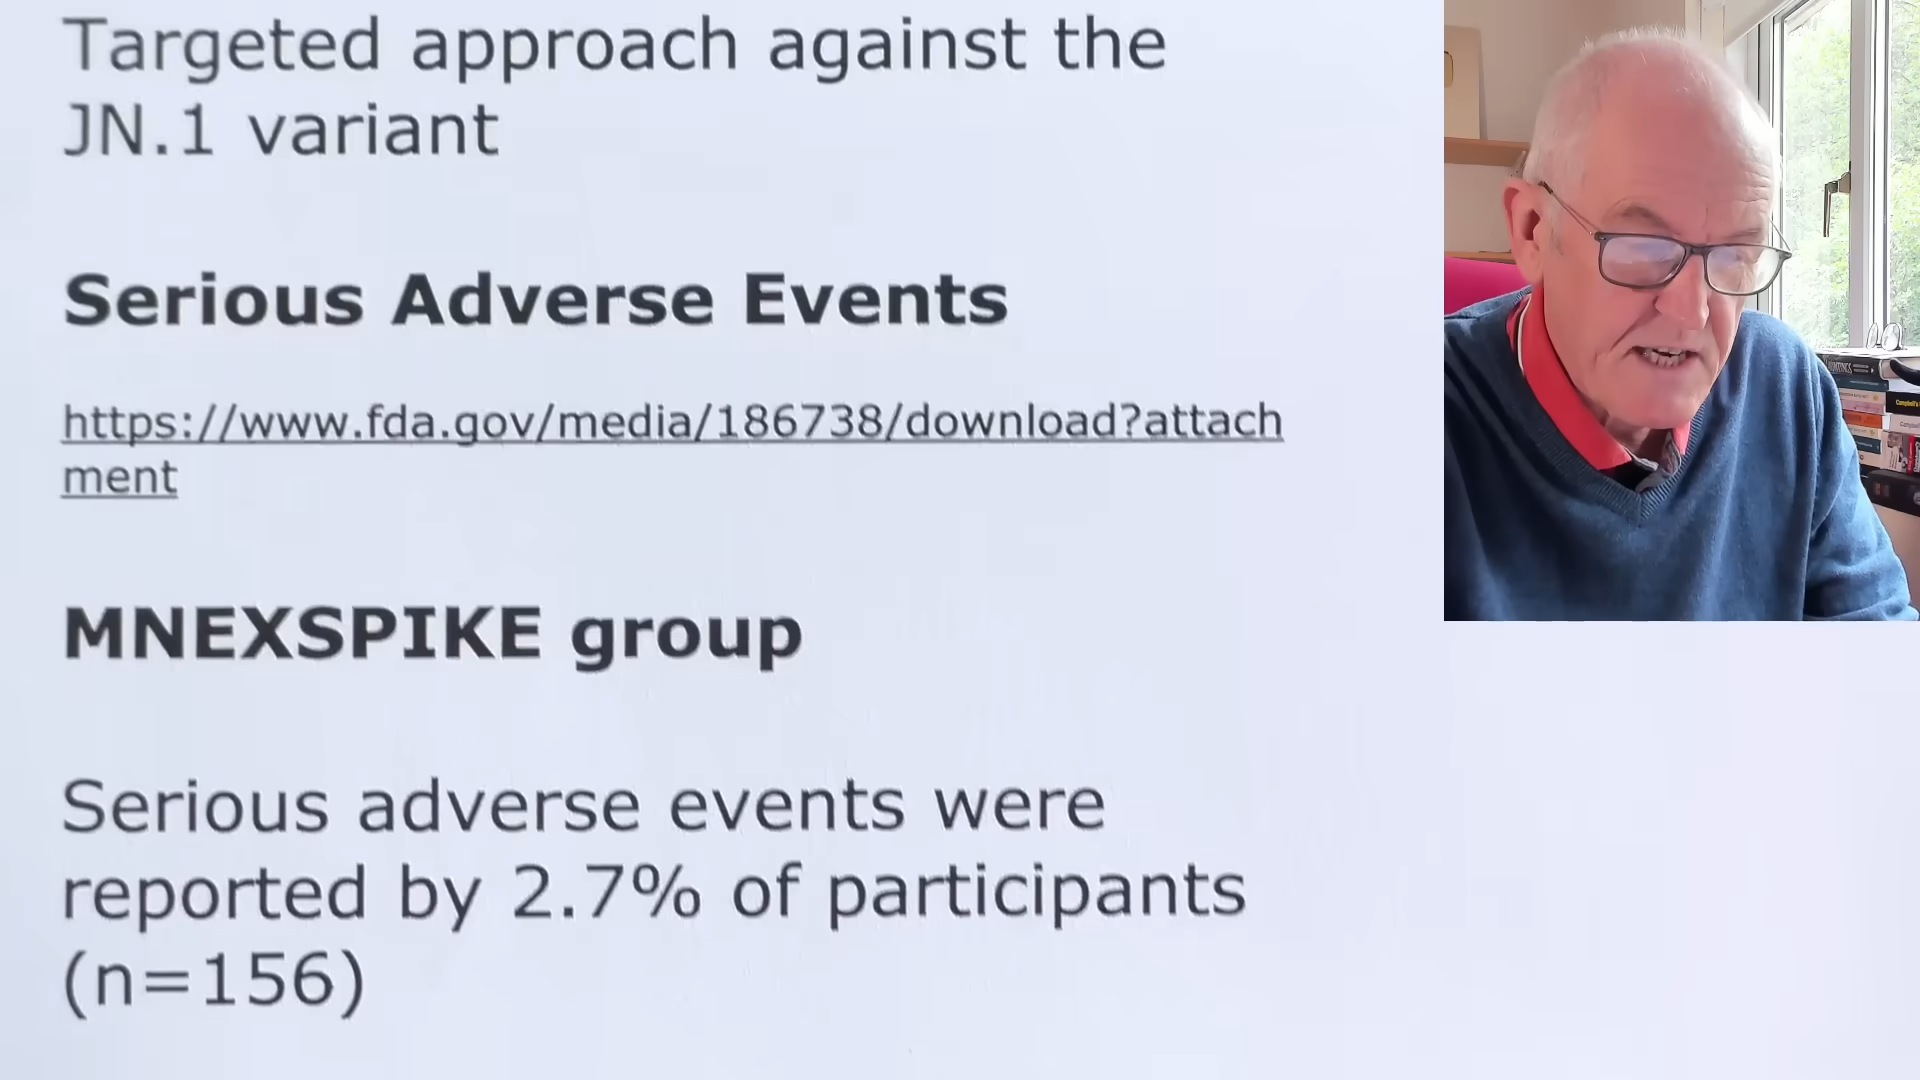 Targeted approach against the
JN.1 variant
Serious Adverse Events
https://www.fda.gov/media/186738/download?attach
ment
MNEXSPIKE group
Serious adverse events were
reported by 2.7% of participants
(n=156)